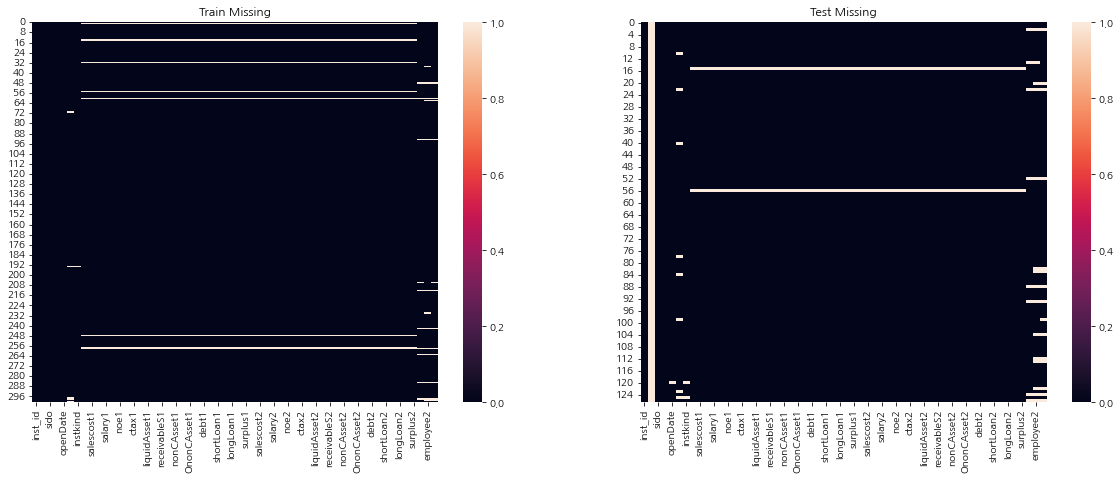 Train Missing
0
8
16
24
32
40
48
56
64
72
80
88
96
104
112
120
128
136
144
152
160
168
176
184
192
200
208
216
224
232
240
248
256
264
272
280
288
296
inst_id
sido
openDate
instkind
salescost1
salary1
noe1
ctax1
liquidAsset1
receivableS1
nonCAsset1
OnonCAsset1
debt1
shortLoan1
longLoan1
surplus1
salescost2
salary2
noe2
ctax2
liquidAsset2
receivableS2
nonCAsset2
OnonCAsset2
debt2
shortLoan2
longLoan2
surplus2
employee2
1,0
0,8
0,6
0,4
0,2
0,0
Test Missing
0
4
8
12
16
20
24
28
32
36
40
44
48
52
56
60
64
68
72
76
80
84
88
92
96
100
104
108
112
116
120
124
inst_id
sido
openDate
instkind
salescost1
salary1
noe1
ctax1
liquidAsset1
receivableS1
nonCAsset1
OnonCAsset1
debt1
shortLoan1
longLoan1
surplus1
salescost2
salary2
noe2
ctax2
liquidAsset2
receivableS2
nonCAsset2
OnonCAsset2
debt2
shortLoan2
longLoan2
surplus2
employee2
1,0
0,8
0,6
0,4
0,2
0,0